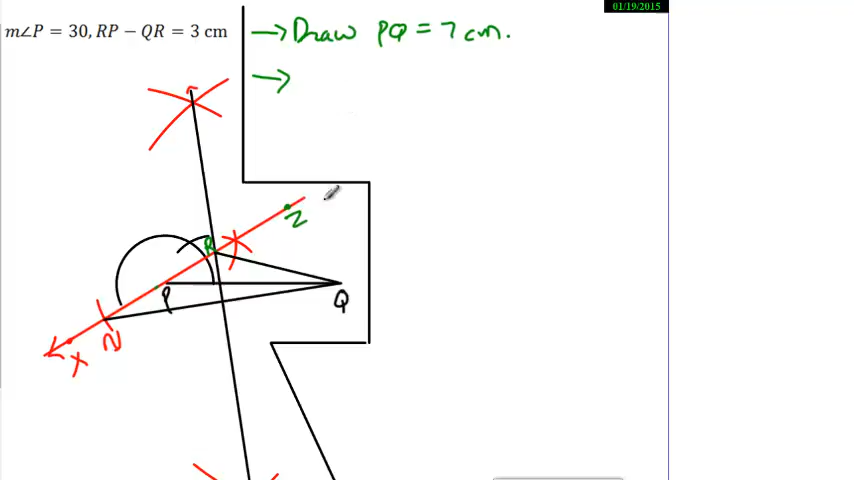 01/19/2015
m∠P = 30, RP − QR = 3 cm
→ Draw PQ = 7 cm.
→
Z
R
P
Q
N
X